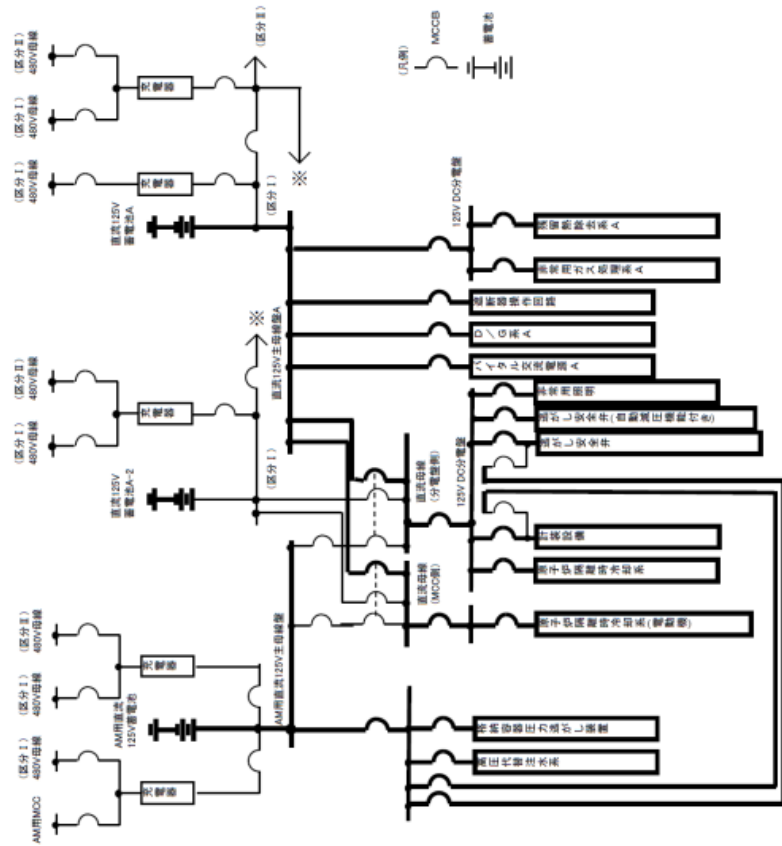 AM用MCC
(区分Ⅰ)
480V母線
(区分Ⅰ)
480V母線
(区分Ⅱ)
480V母線
充電器
充電器
AM用直流
125V蓄電池
AM用直流125V主母線盤
(区分Ⅰ)
480V母線
(区分Ⅱ)
480V母線
充電器
直流125V
蓄電池A-2
(区分Ⅰ)
※
(区分Ⅰ)
480V母線
(区分Ⅰ)
480V母線
(区分Ⅱ)
480V母線
充電器
充電器
直流125V
蓄電池A
(区分Ⅰ)
(区分Ⅱ)
※
直流125V主母線盤A
(凡例)
MCCB
蓄電池
直流母線
(MCC側)
直流母線
(分電盤側)
125V DC分電盤
125V DC分電盤
格納容器圧力逃がし装置
高圧代替注水系
原子炉隔離時冷却系(電動機)
原子炉隔離時冷却系
計装設備
逃がし安全弁
逃がし安全弁(自動減圧機能付き)
非常用照明
バイタル交流電源A
D/G系A
遮断器操作回路
非常用ガス処理系A
残留熱除去系A